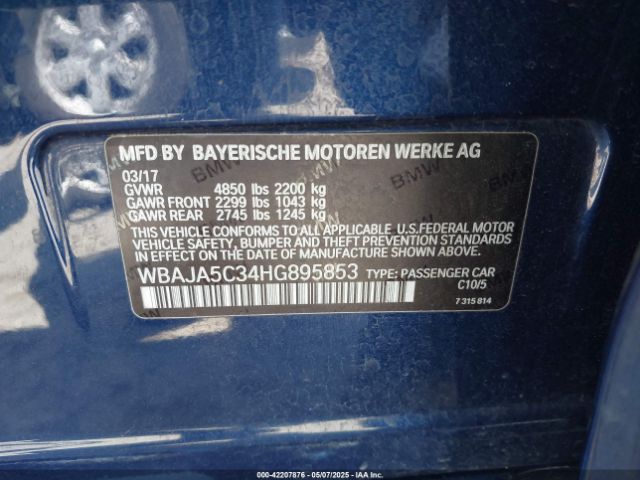 MFD BY BAYERISCHE MOTOREN WERKE AG
03/17
GVWR 4850 lbs 2200 kg
GAWR FRONT 2299 lbs 1043 kg
GAWR REAR 2745 lbs 1245 kg
THIS VEHICLE CONFORMS TO ALL APPLICABLE U.S.FEDERAL MOTOR
VEHICLE SAFETY, BUMPER AND THEFT PREVENTION STANDARDS
IN EFFECT ON THE DATE OF MANUFACTURE SHOWN ABOVE.
WBAJA5C34HG895853 TYPE: PASSENGER CAR
C10/5
7 315 814
000-42207876 - 05/07/2025 - IAAI.COM